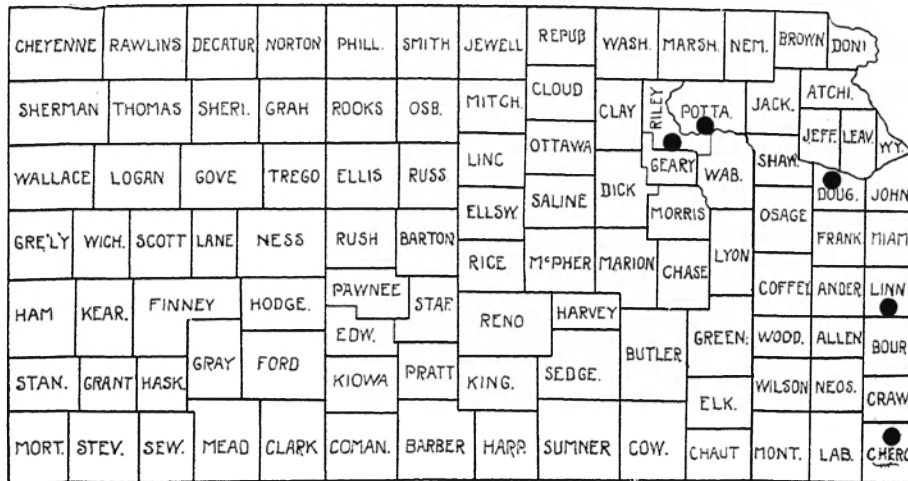 CHEYENNE RAWLINS DECATUR NORTON PHILL. SMITH JEWELL REPUB WASH. MARSH. NEM. BROWN DONI
SHERMAN THOMAS SHERI. GRAH ROOKS OSB. MITCH. CLOUD CLAY RILEY POTTA. JACK. ATCHI.
JEFF. LEAV. WY.
WALLACE LOGAN GOVE TREGO ELLIS RUSS. LINC OTTAWA DICK GEARY WAB. SHAW. DOUG. JOHN
GRE'LY WICH. SCOTT LANE NESS RUSH BARTON ELLSW. SALINE MORRIS OSAGE FRANK MIAM
RICE McPHER MARION CHASE LYON
HAM KEAR. FINNEY HODGE. PAWNEE STAF. RENO HARVEY COFFEY ANDER LINN
EDW.
GRAY FORD BUTLER GREEN. WOOD. ALLEN BOUR
STAN. GRANT HASK. KIOWA PRATT KING. SEDGE. ELK. WILSON NEOS. CRAW
MORT. STEV. SEW. MEAD CLARK COMAN. BARBER HARP. SUMNER COW. CHAUT MONT. LAB. CHERO